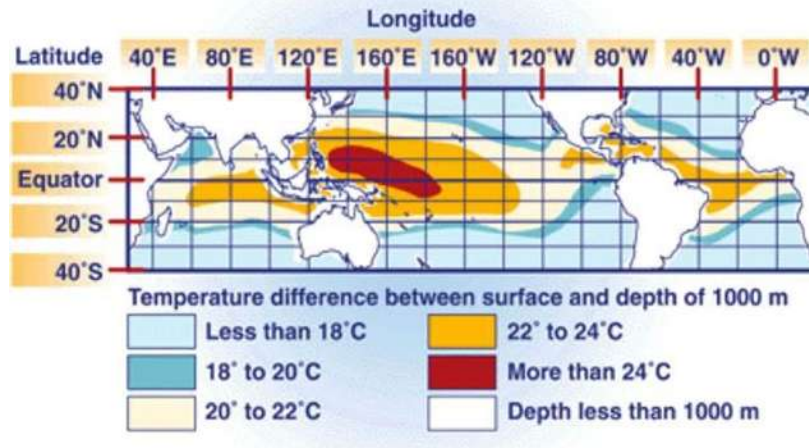 Longitude
Latitude 40°E 80°E 120°E 160°E 160°W 120°W 80°W 40°W 0°W
40°N
20°N
Equator
20°S
40°S
Temperature difference between surface and depth of 1000 m
Less than 18°C 22° to 24°C
18° to 20°C More than 24°C
20° to 22°C Depth less than 1000 m